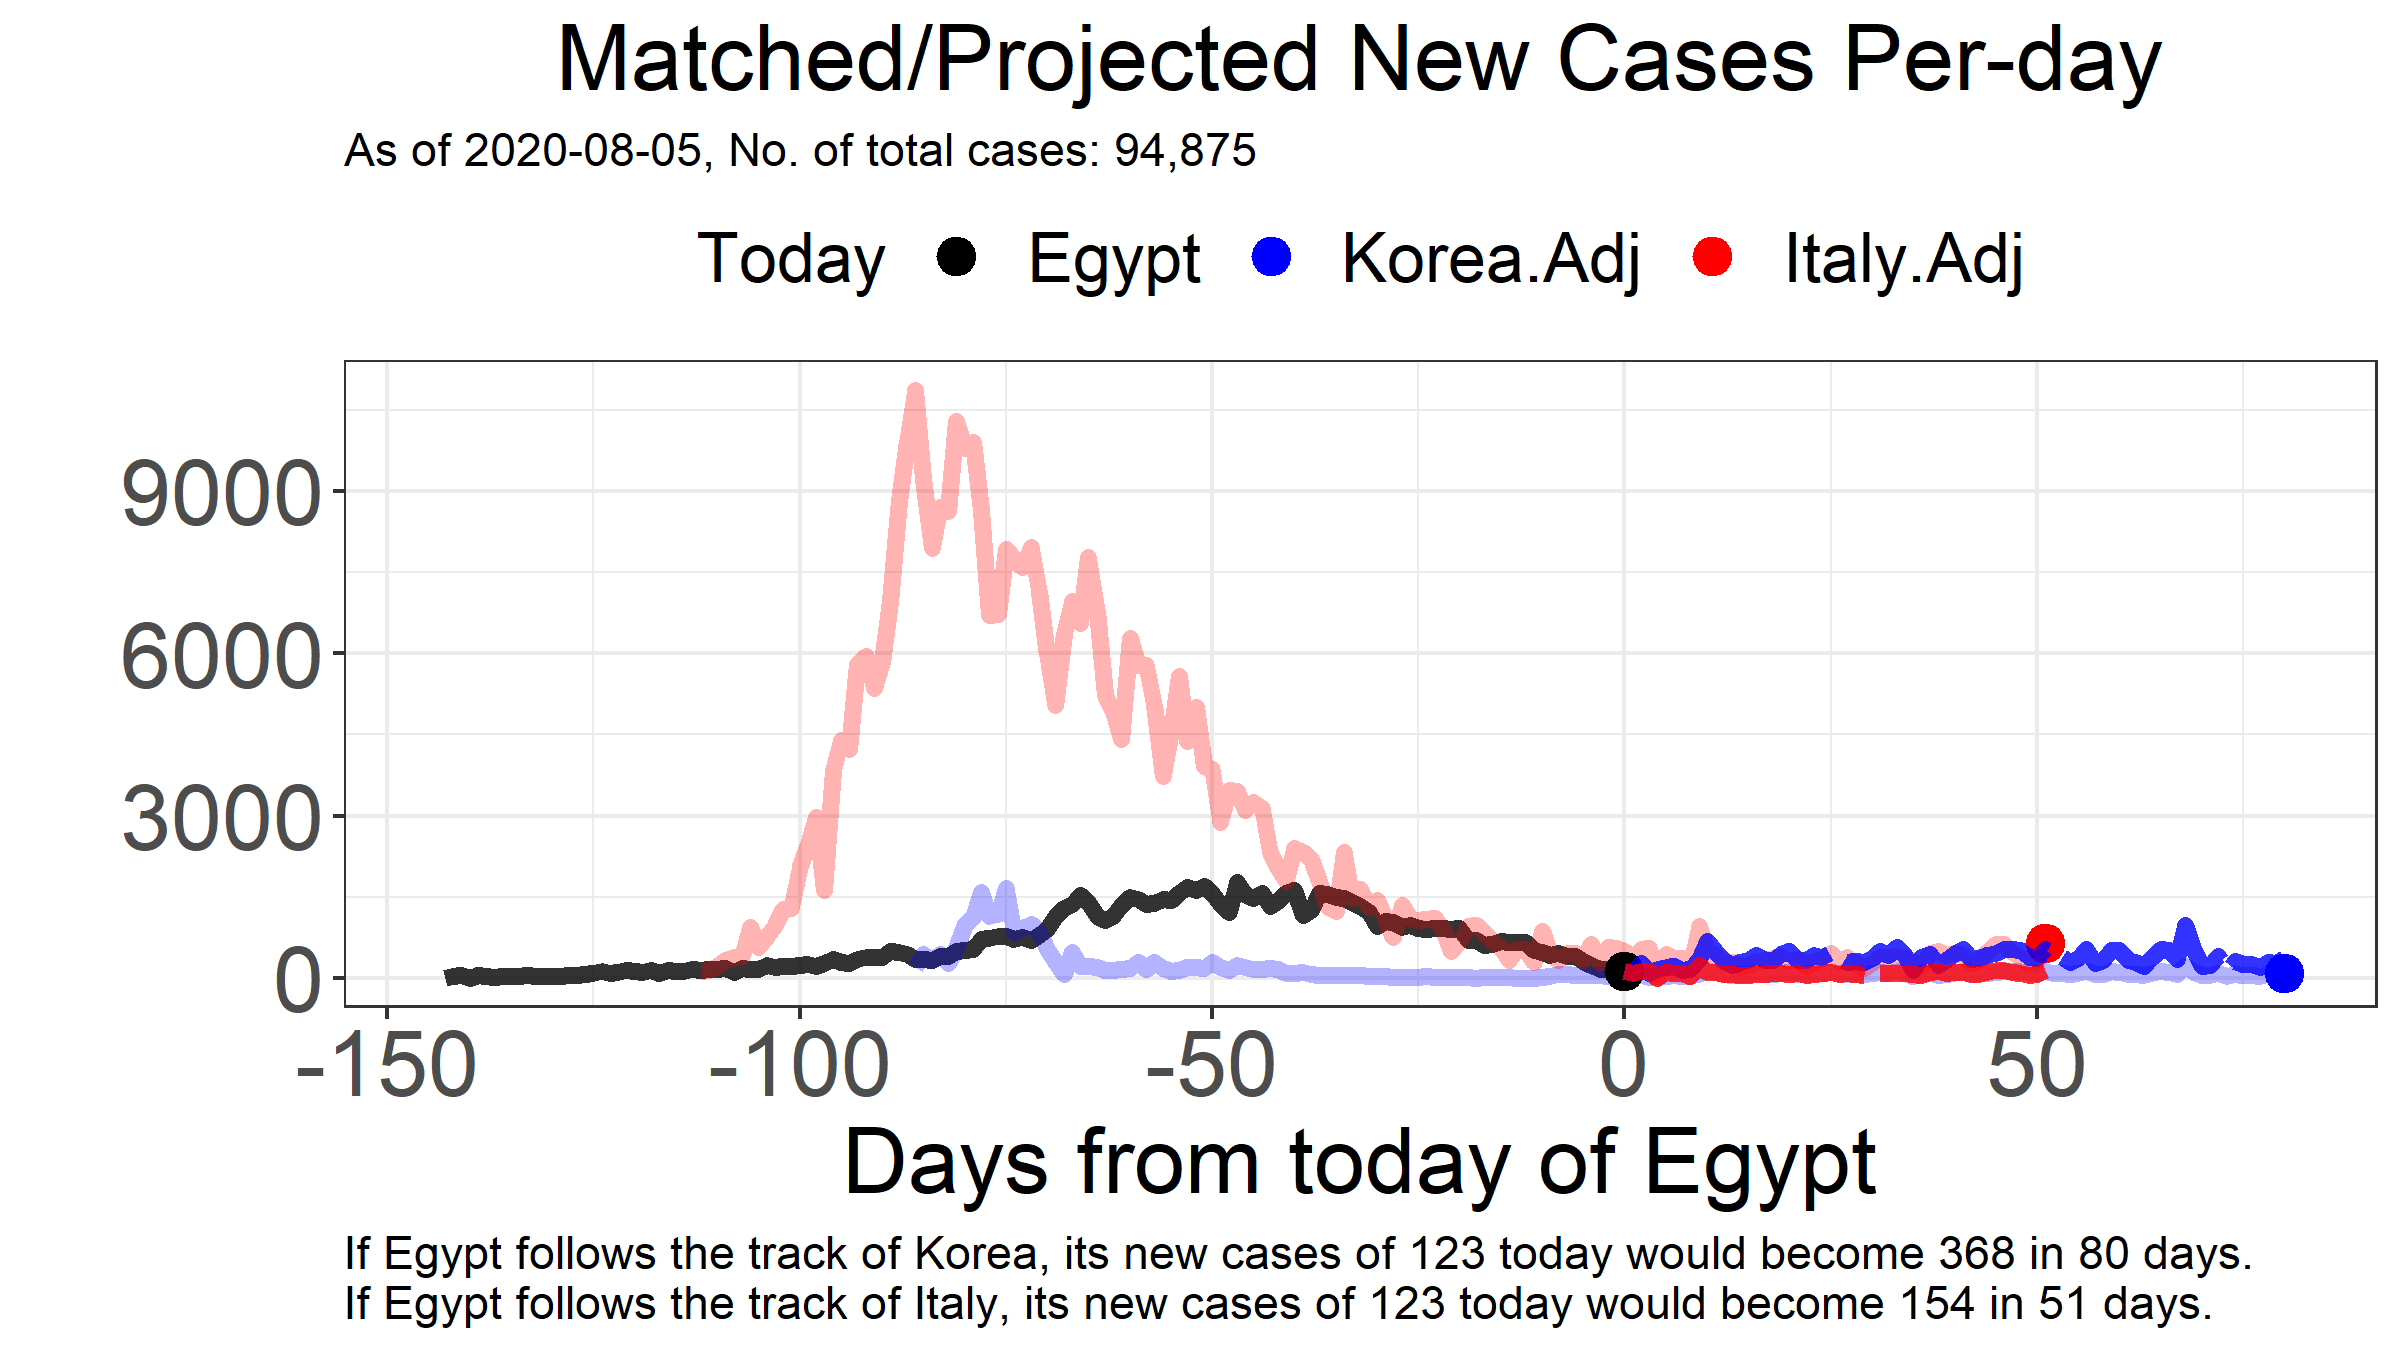 Matched/Projected New Cases Per-day
As of 2020-08-05, No. of total cases: 94,875
Today Egypt Korea.Adj Italy.Adj
9000
6000
3000
0
-150 -100 -50 0 50
Days from today of Egypt
If Egypt follows the track of Korea, its new cases of 123 today would become 368 in 80 days.
If Egypt follows the track of Italy, its new cases of 123 today would become 154 in 51 days.